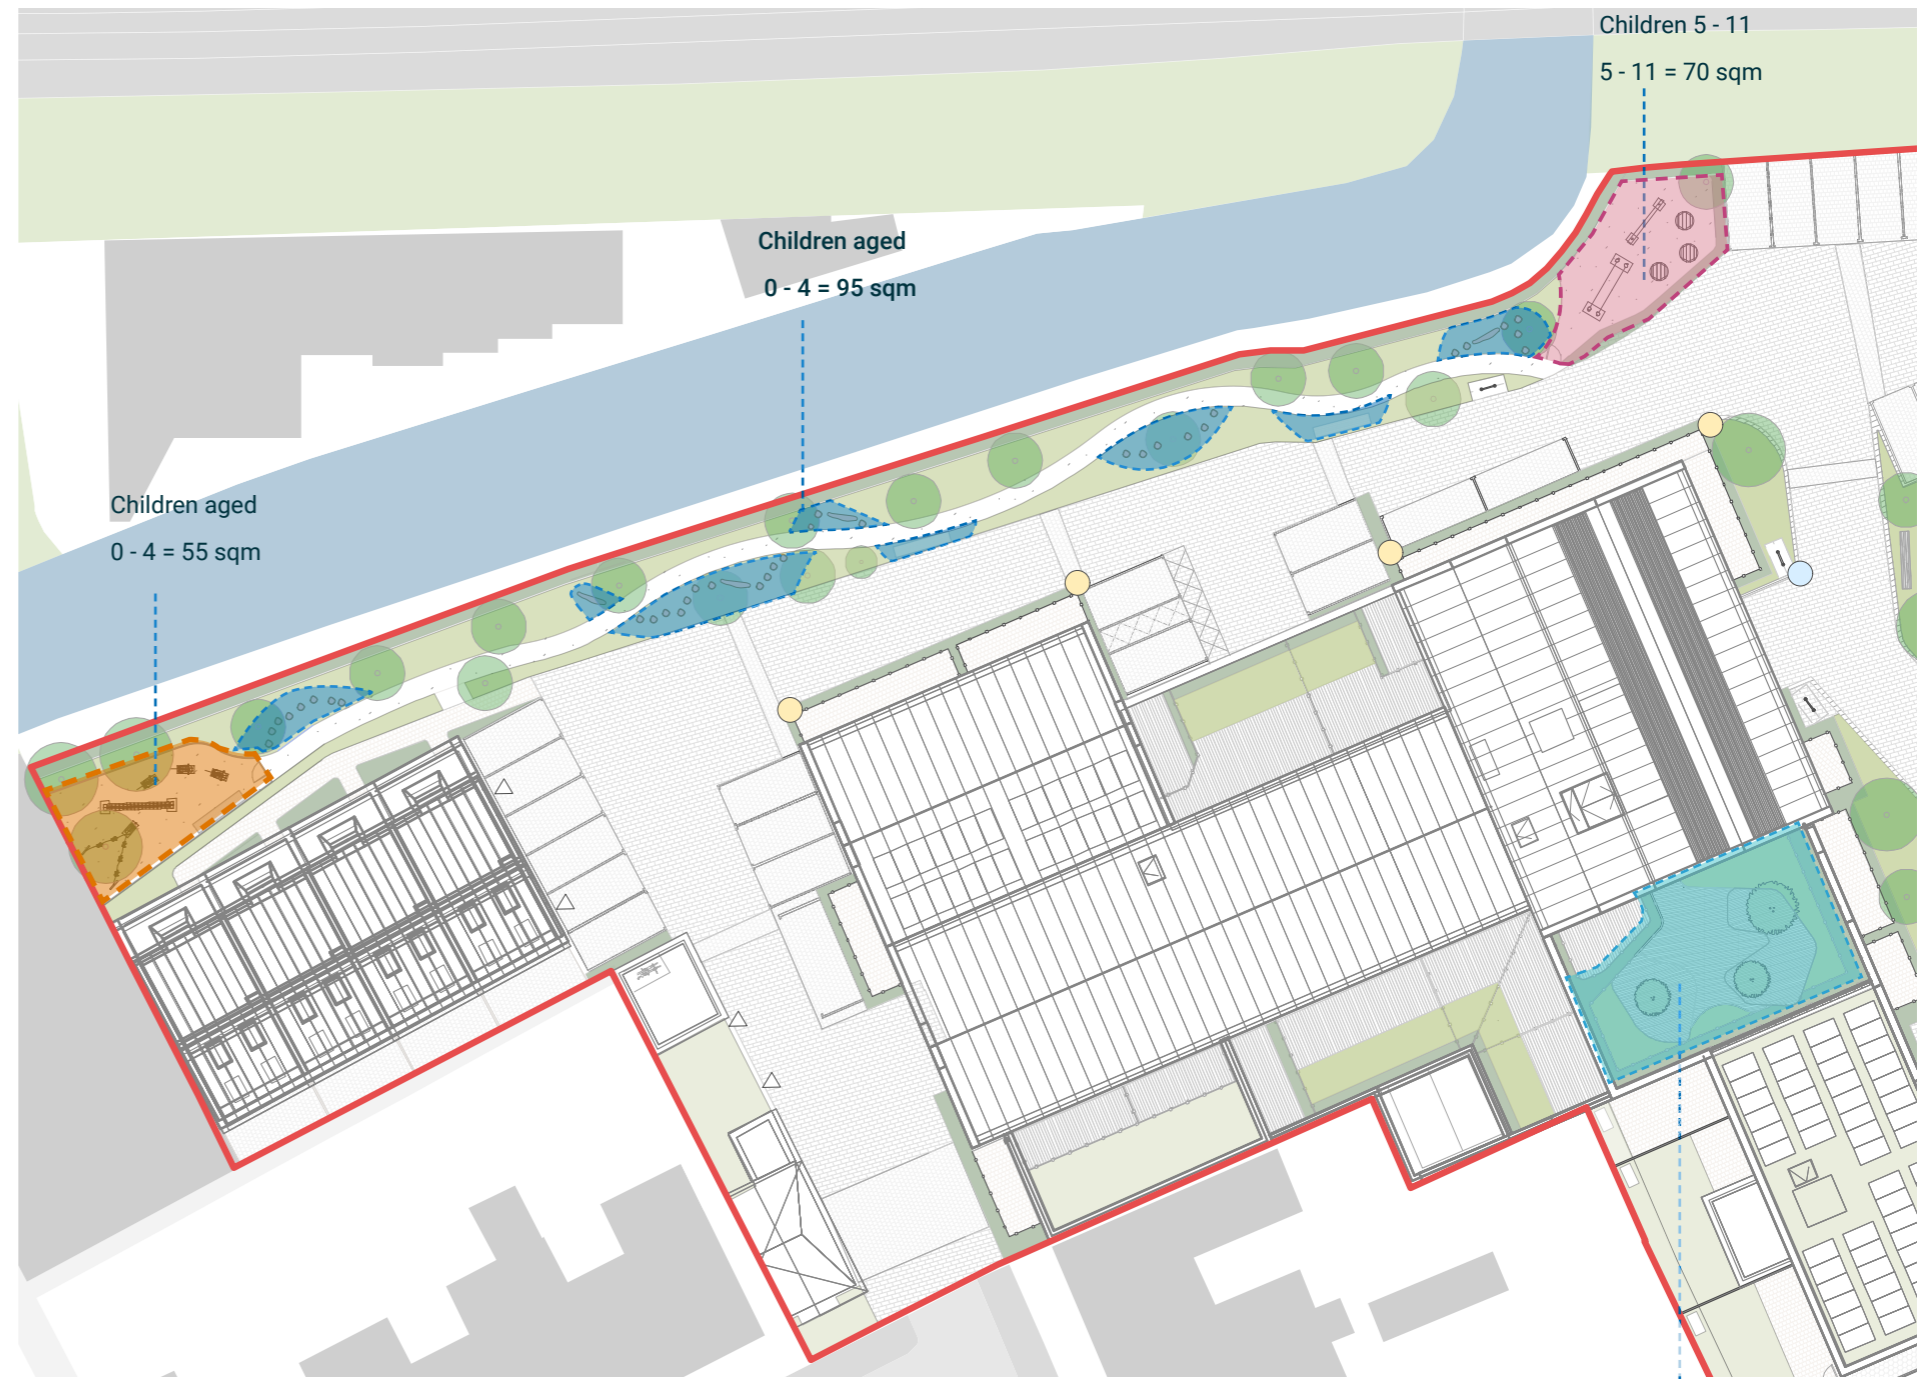 Children 5 - 11
5 - 11 = 70 sqm
Children aged
0 - 4 = 95 sqm
Children aged
0 - 4 = 55 sqm